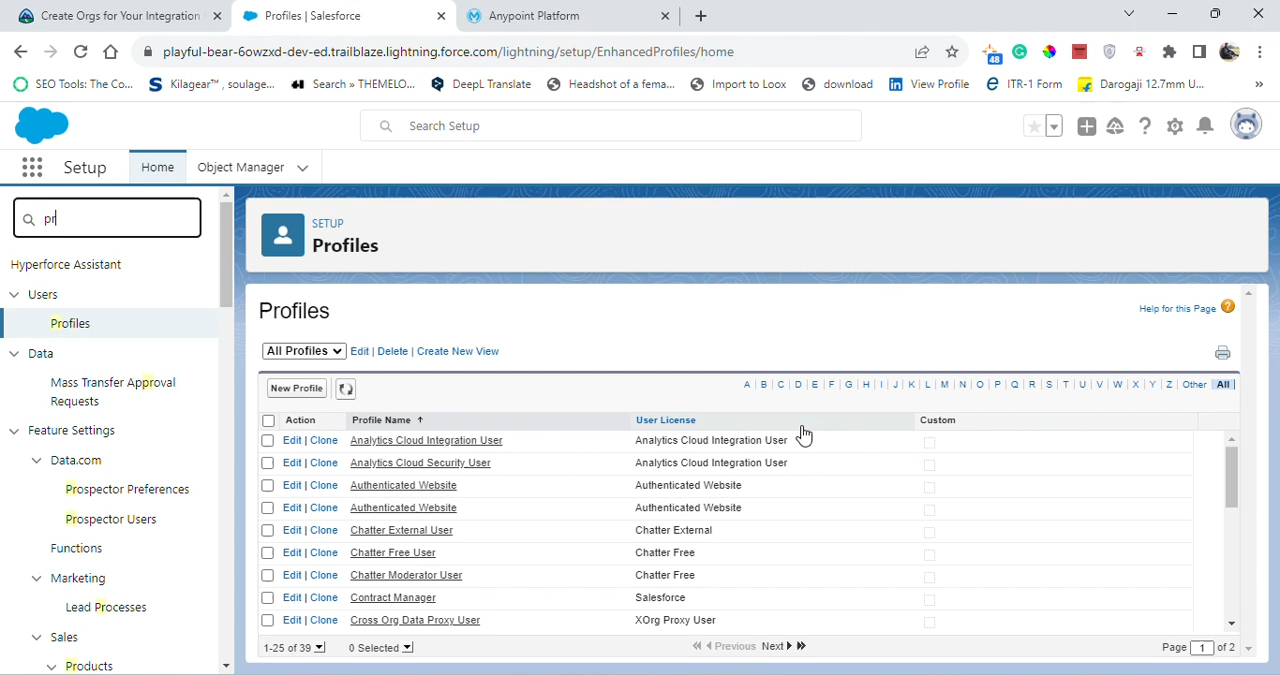 Create Orgs for Your Integration
Profiles | Salesforce
Anypoint Platform
playful-bear-6owzxd-dev-ed.trailblaze.lightning.force.com/lightning/setup/EnhancedProfiles/home
48
SEO Tools: The Co...
Kilagear™, soulage...
Search » THEMELO...
DeepL Translate
Headshot of a fema...
Import to Loox
download
View Profile
ITR-1 Form
Darogaji 12.7mm U...
»
Search Setup
Setup
Home
Object Manager
pr
Hyperforce Assistant
Users
Profiles
Data
Mass Transfer Approval
Requests
Feature Settings
Data.com
Prospector Preferences
Prospector Users
Functions
Marketing
Lead Processes
Sales
Products
SETUP
Profiles
Profiles
Help for this Page ?
All Profiles Edit | Delete | Create New View
New Profile
A | B | C | D | E | F | G | H | I | J | K | L | M | N | O | P | Q | R | S | T | U | V | W | X | Y | Z | Other | All
Action Profile Name ↑ User License Custom
Edit | Clone Analytics Cloud Integration User Analytics Cloud Integration User
Edit | Clone Analytics Cloud Security User Analytics Cloud Integration User
Edit | Clone Authenticated Website Authenticated Website
Edit | Clone Authenticated Website Authenticated Website
Edit | Clone Chatter External User Chatter External
Edit | Clone Chatter Free User Chatter Free
Edit | Clone Chatter Moderator User Chatter Free
Edit | Clone Contract Manager Salesforce
Edit | Clone Cross Org Data Proxy User XOrg Proxy User
1-25 of 39 0 Selected Previous Next Page 1 of 2